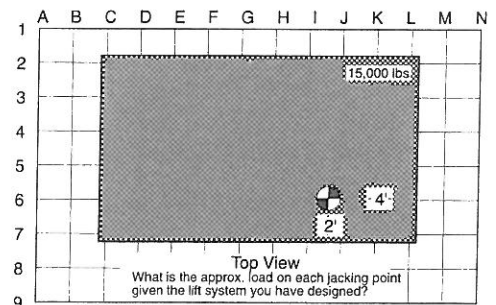 A B C D E F G H I J K L M N
1
2
15,000 lbs
3
4
5
6
4'
2'
7
Top View
8
What is the approx. load on each jacking point
given the lift system you have designed?
9